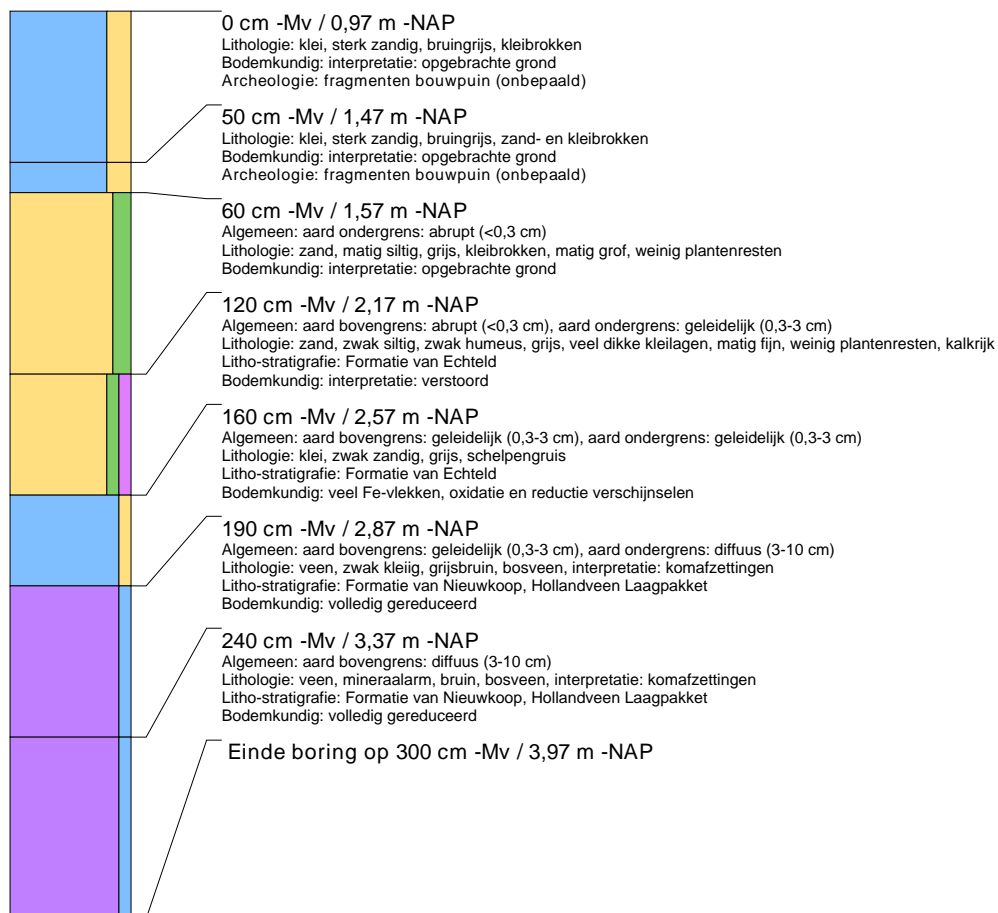 0 cm -Mv / 0,97 m -NAP
Lithologie: klei, sterk zandig, bruingrijs, kleibrokken
Bodemkundig: interpretatie: opgebrachte grond
Archeologie: fragmenten bouwpuin (onbepaald)
50 cm -Mv / 1,47 m -NAP
Lithologie: klei, sterk zandig, bruingrijs, zand- en kleibrokken
Bodemkundig: interpretatie: opgebrachte grond
Archeologie: fragmenten bouwpuin (onbepaald)
60 cm -Mv / 1,57 m -NAP
Algemeen: aard ondergrens: abrupt (<0,3 cm)
Lithologie: zand, matig siltig, grijs, kleibrokken, matig grof, weinig plantenresten
Bodemkundig: interpretatie: opgebrachte grond
120 cm -Mv / 2,17 m -NAP
Algemeen: aard bovengrens: abrupt (<0,3 cm), aard ondergrens: geleidelijk (0,3-3 cm)
Lithologie: zand, zwak siltig, zwak humeus, grijs, veel dikke kleilagen, matig fijn, weinig plantenresten, kalkrijk
Litho-stratigrafie: Formatie van Echteld
Bodemkundig: interpretatie: verstoord
160 cm -Mv / 2,57 m -NAP
Algemeen: aard bovengrens: geleidelijk (0,3-3 cm), aard ondergrens: geleidelijk (0,3-3 cm)
Lithologie: klei, zwak zandig, grijs, schelpengruis
Litho-stratigrafie: Formatie van Echteld
Bodemkundig: veel Fe-vlekken, oxidatie en reductie verschijnselen
190 cm -Mv / 2,87 m -NAP
Algemeen: aard bovengrens: geleidelijk (0,3-3 cm), aard ondergrens: diffuus (3-10 cm)
Lithologie: veen, zwak kleiig, grijsbruin, bosveen, interpretatie: komafzettingen
Litho-stratigrafie: Formatie van Nieuwkoop, Hollandveen Laagpakket
Bodemkundig: volledig gereduceerd
240 cm -Mv / 3,37 m -NAP
Algemeen: aard bovengrens: diffuus (3-10 cm)
Lithologie: veen, mineraalarm, bruin, bosveen, interpretatie: komafzettingen
Litho-stratigrafie: Formatie van Nieuwkoop, Hollandveen Laagpakket
Bodemkundig: volledig gereduceerd
Einde boring op 300 cm -Mv / 3,97 m -NAP